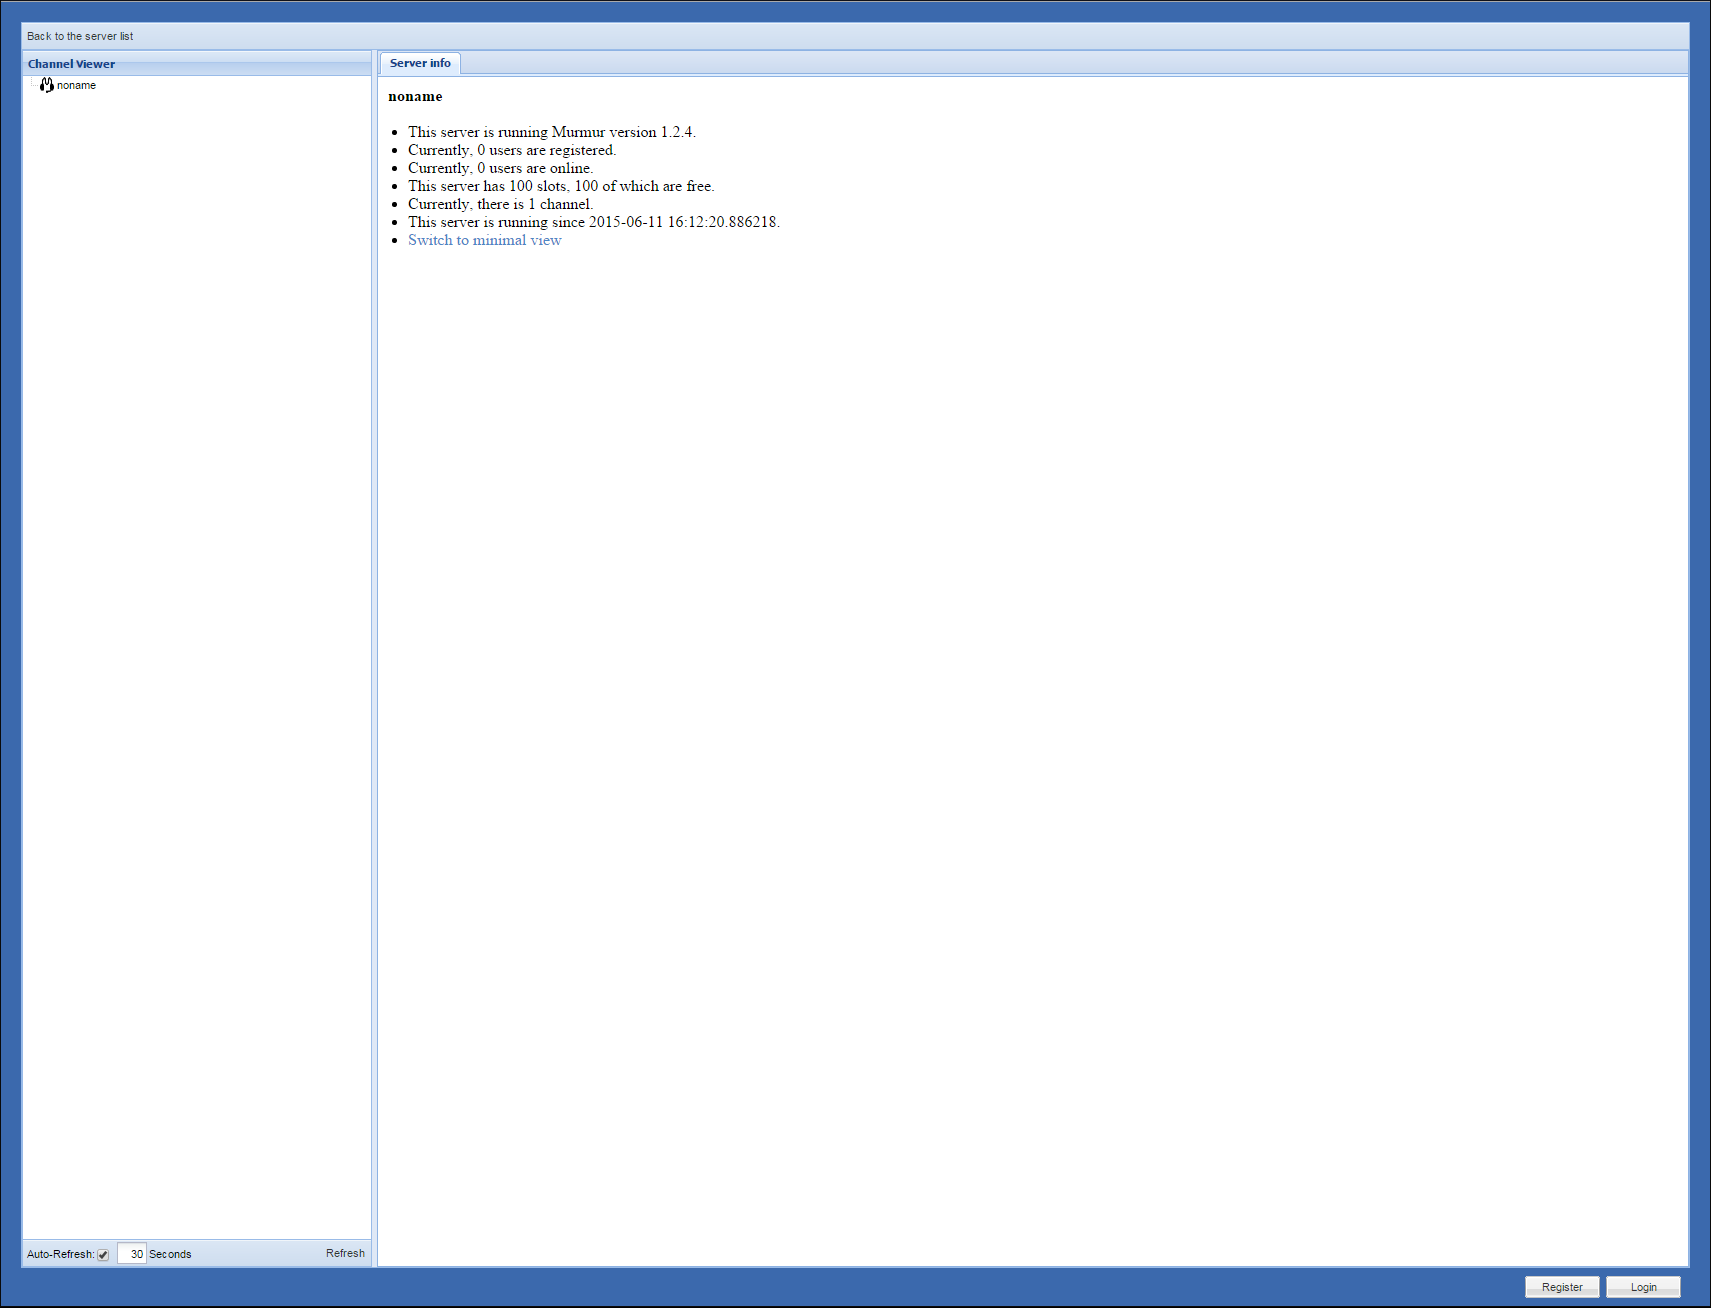 Back to the server list
Channel Viewer
noname
Server info
noname
This server is running Murmur version 1.2.4.
Currently, 0 users are registered.
Currently, 0 users are online.
This server has 100 slots, 100 of which are free.
Currently, there is 1 channel.
This server is running since 2015-06-11 16:12:20.886218.
Switch to minimal view
Auto-Refresh: 30 Seconds Refresh
Register Login